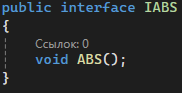 public interface IABS
{
Ссылок: 0
void ABS();
}